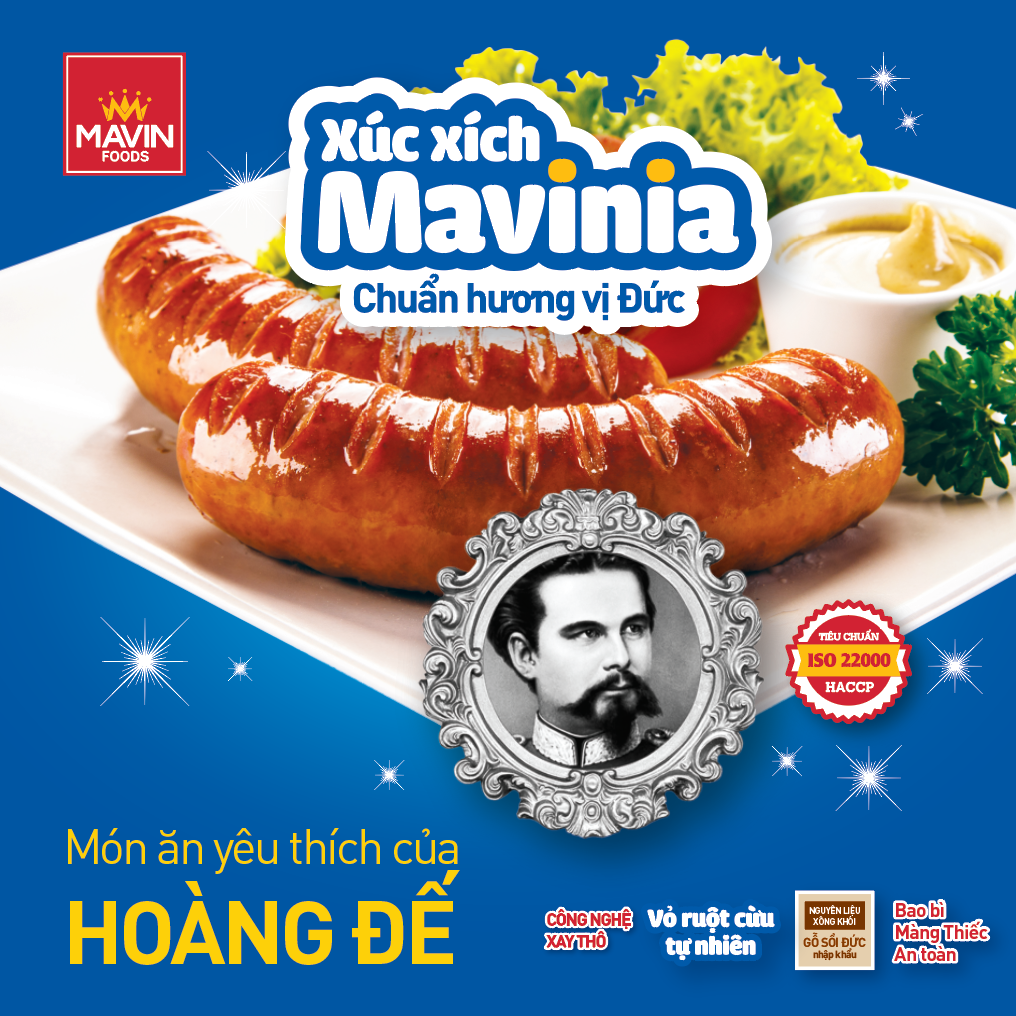 MAVIN
FOODS
Xúc xích
Mavinia
Chuẩn hương vị Đức
TIÊU CHUẨN
ISO 22000
HACCP
Món ăn yêu thích của
HOÀNG ĐẾ
CÔNG NGHỆ
XAY THÔ
Vỏ ruột cừu
tự nhiên
NGUYÊN LIỆU
XÔNG KHÓI
GỖ SỒI ĐỨC
nhập khẩu
Bao bì
Màng Thiếc
An toàn